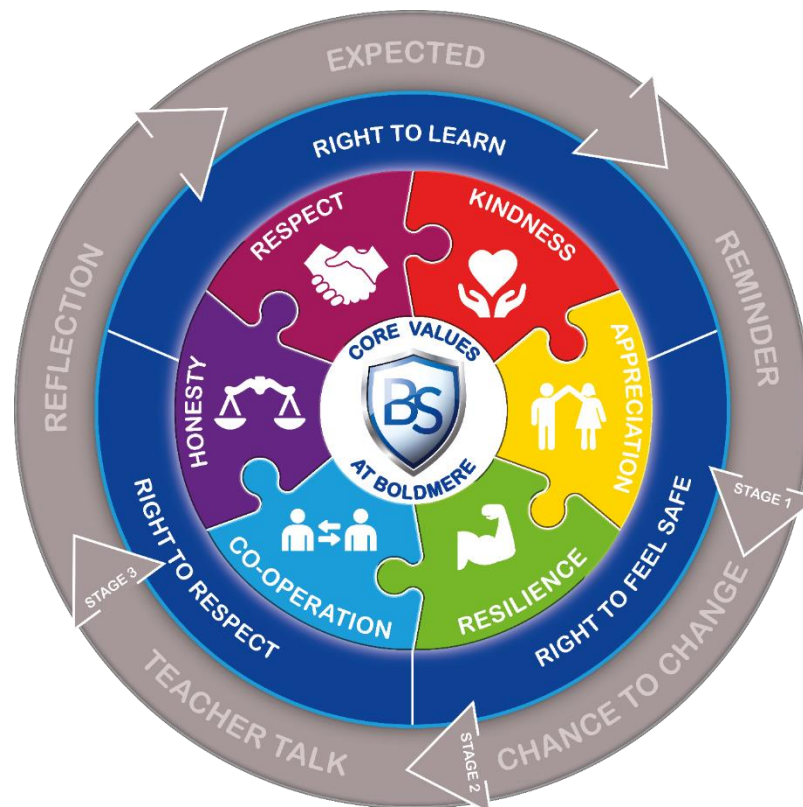 EXPECTED
REMINDER
STAGE 1
CHANCE TO CHANGE
STAGE 2
TEACHER TALK
STAGE 3
REFLECTION
RIGHT TO LEARN
RIGHT TO FEEL SAFE
RIGHT TO RESPECT
RESPECT
KINDNESS
APPRECIATION
RESILIENCE
CO-OPERATION
HONESTY
CORE VALUES
BS
AT BOLDMERE